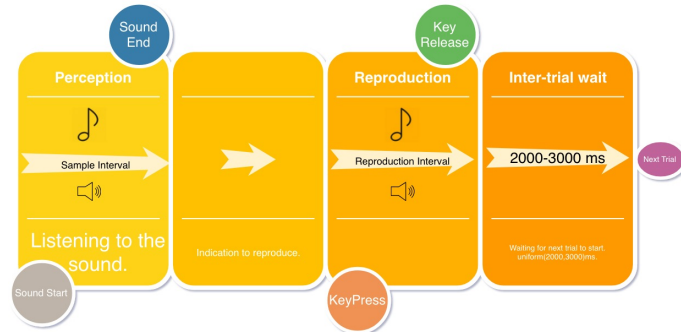 Sound
End
Key
Release
Perception
Reproduction
Inter-trial wait
Sample Interval
Reproduction Interval
2000-3000 ms
Next Trial
Listening to the
sound.
Indication to reproduce.
Waiting for next trial to start.
uniform(2000,3000)ms.
Sound Start
KeyPress